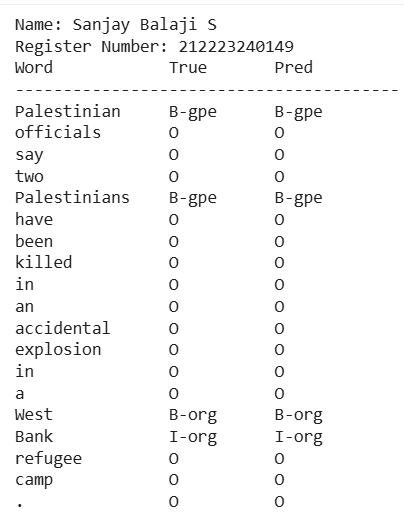 Name: Sanjay Balaji S
Register Number: 212223240149
Word True Pred
----------------------------------------
Palestinian B-gpe B-gpe
officials O O
say O O
two O O
Palestinians B-gpe B-gpe
have O O
been O O
killed O O
in O O
an O O
accidental O O
explosion O O
in O O
a O O
West B-org B-org
Bank I-org I-org
refugee O O
camp O O
. O O